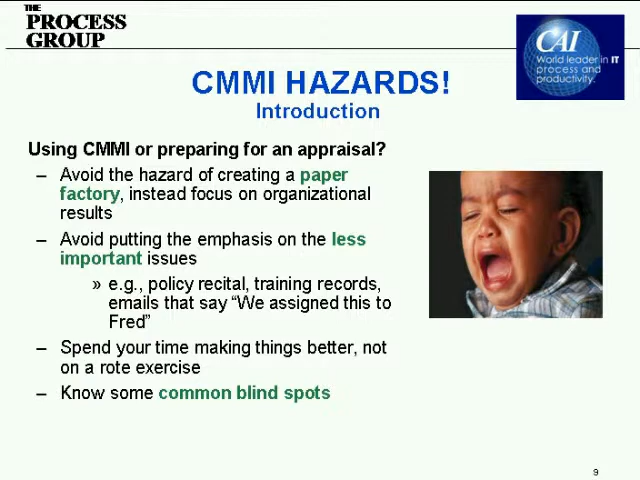 THE
PROCESS
GROUP
CAI
World leader in IT
process and
productivity.
CMMI HAZARDS!
Introduction
Using CMMI or preparing for an appraisal?
– Avoid the hazard of creating a paper
factory, instead focus on organizational
results
– Avoid putting the emphasis on the less
important issues
» e.g., policy recital, training records,
emails that say “We assigned this to
Fred”
– Spend your time making things better, not
on a rote exercise
– Know some common blind spots
9